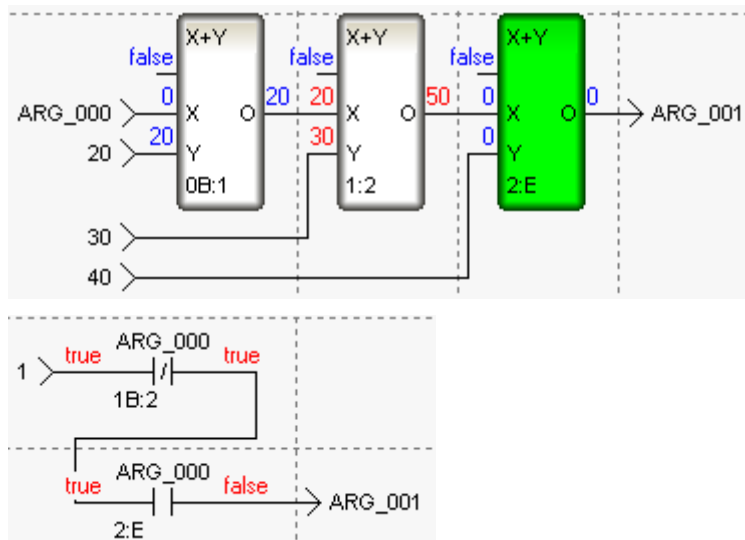 X+Y X+Y X+Y
false false false
ARG_000 0 X O 20 20 X O 50 0 X O 0 ARG_001
20 20 Y 30 Y 0 Y
0B:1 1:2 2:E
30
40
ARG_000
1 true / true
1B:2
ARG_000
true false ARG_001
2:E